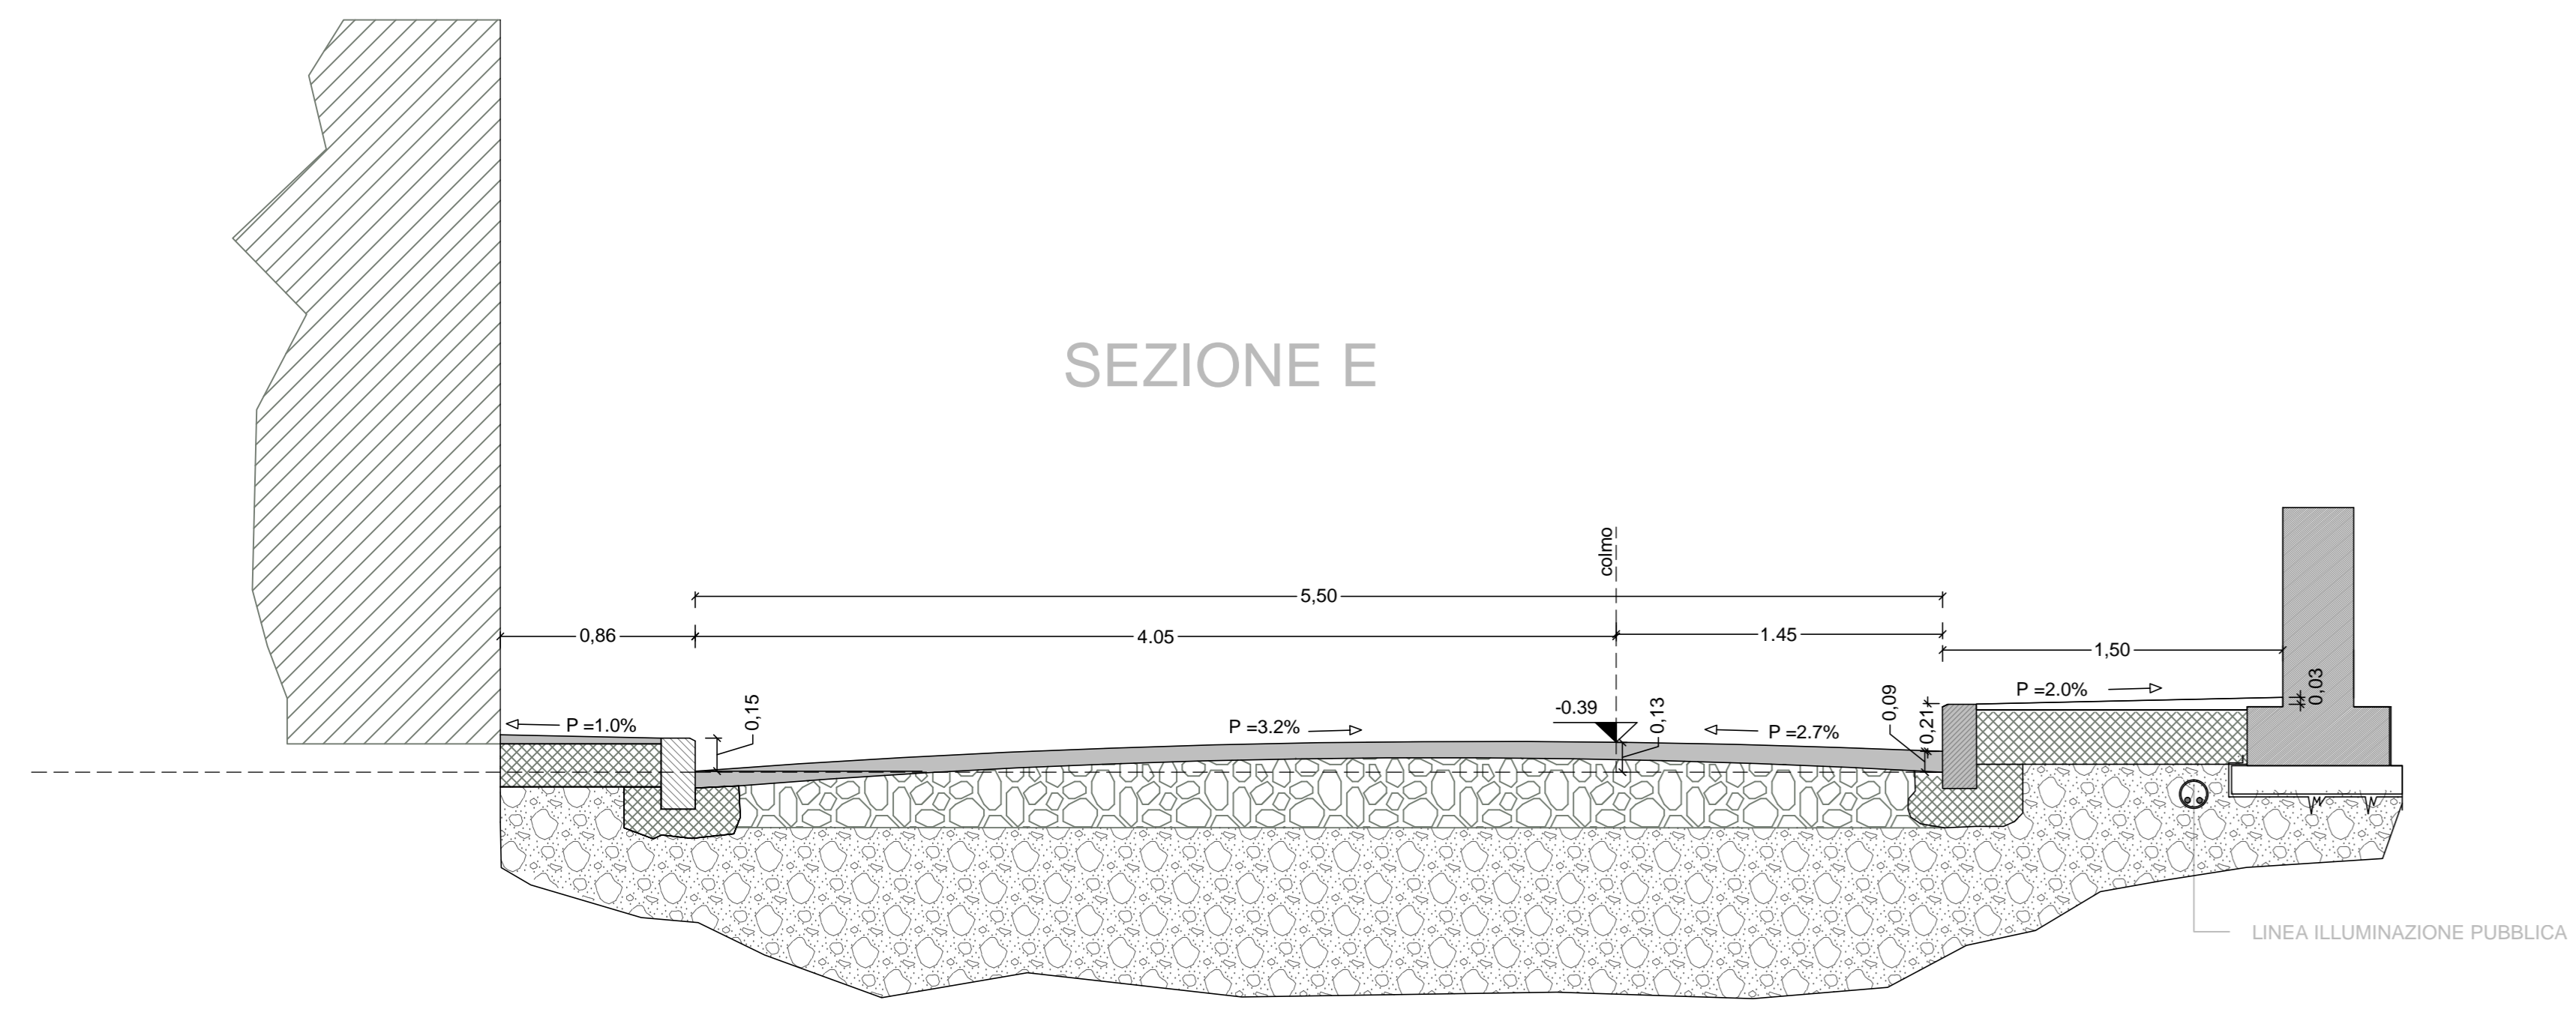 SEZIONE E
colmo
5,50
0,86
4.05
1.45
1,50
P =1.0%
0,15
P =3.2%
-0.39
0,13
P =2.7%
0,09
0,21
P =2.0%
0,03
LINEA ILLUMINAZIONE PUBBLICA